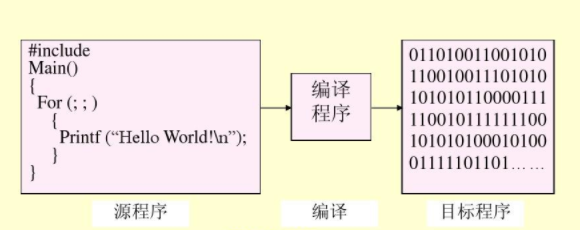 #include
Main()
{
For (; ; )
{
Printf (“Hello World!\n”);
}
}
编译
程序
011010011001010
110010011101010
101010110000111
110010111111100
101010100010100
01111101101... ...
源程序
编译
目标程序